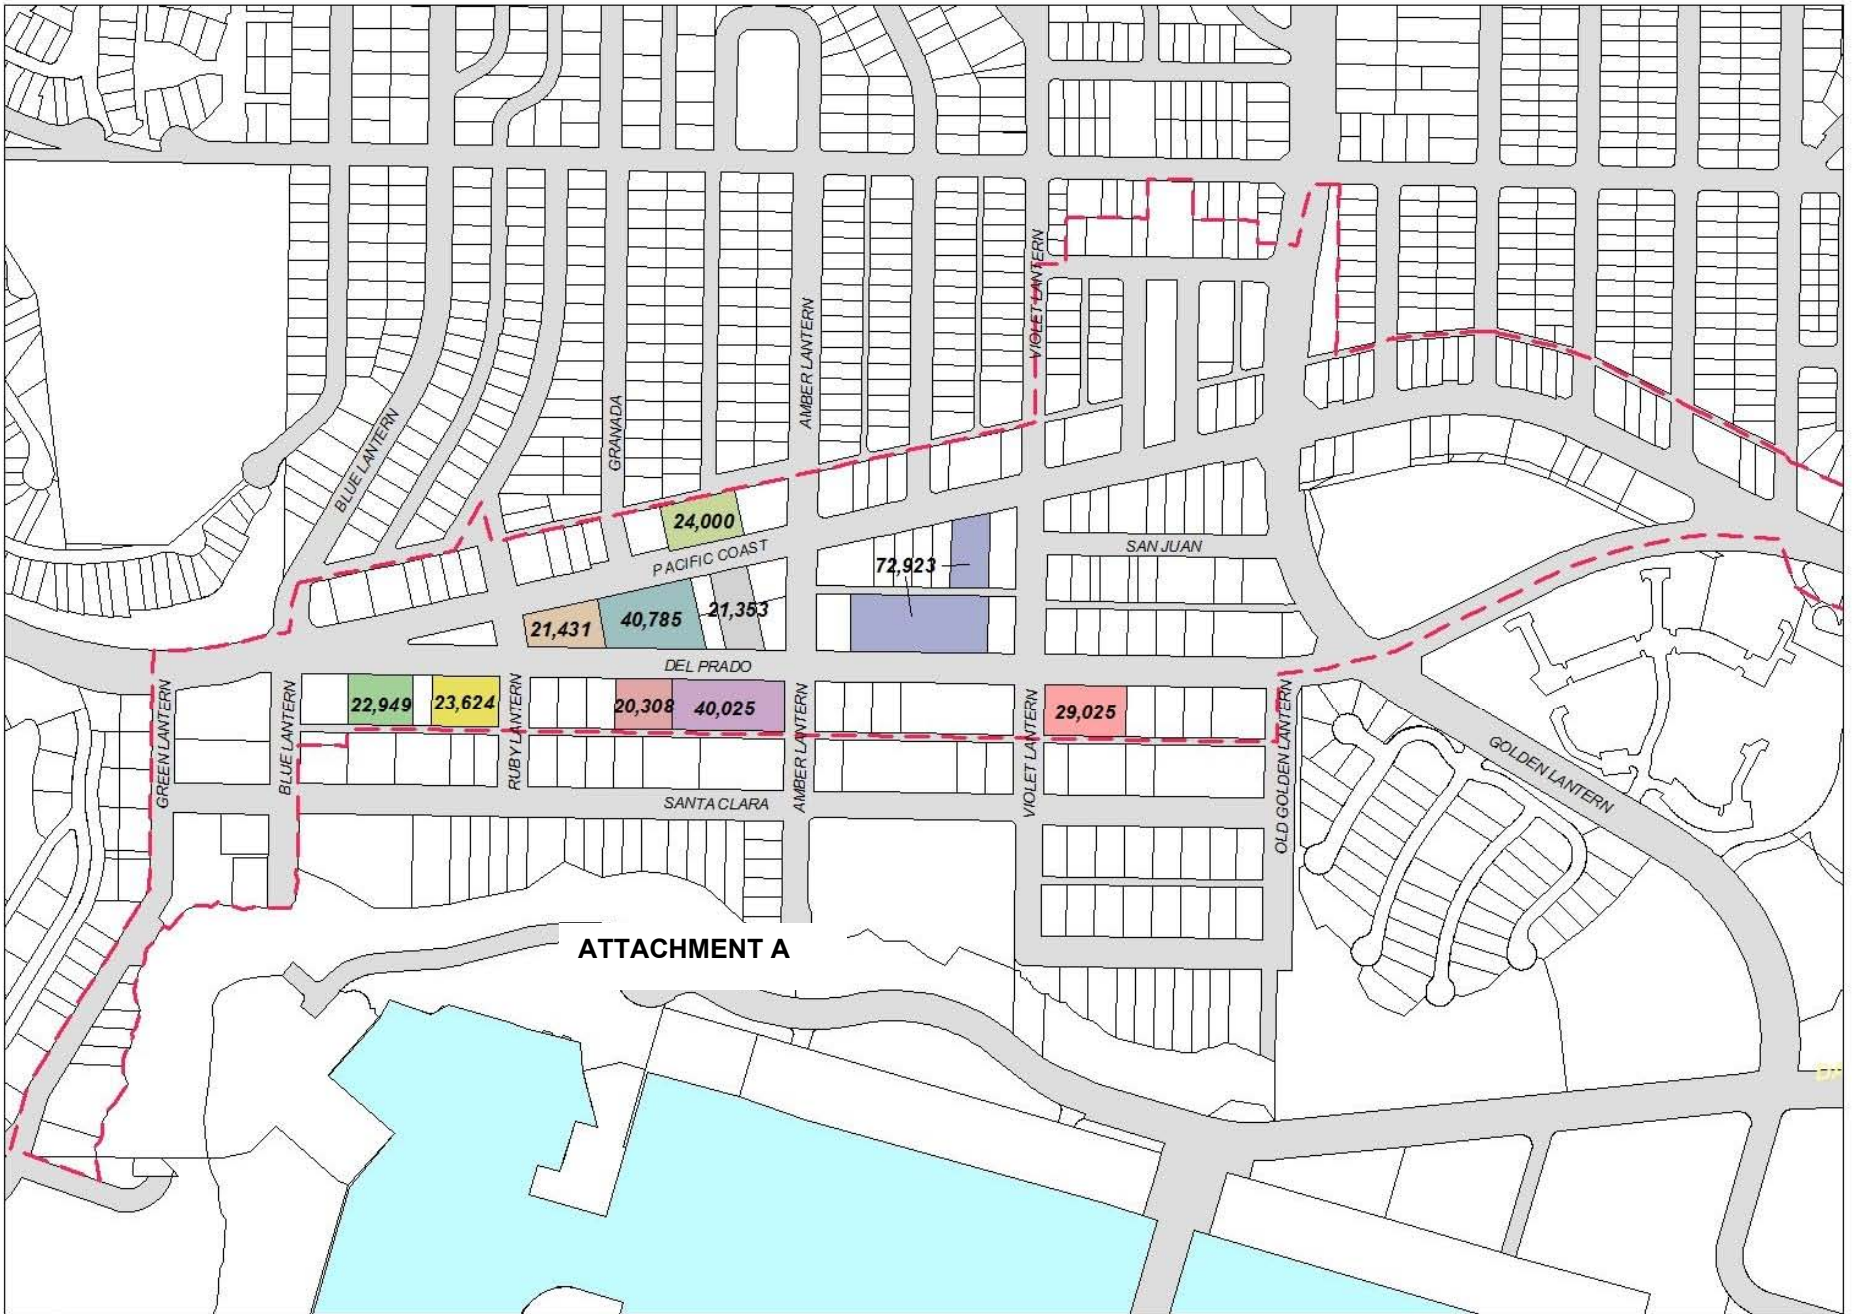 VIOLET LANTERN
AMBER LANTERN
GRANADA
BLUE LANTERN
24,000
PACIFIC COAST
SAN JUAN
72,923
21,431
40,785
21,353
DEL PRADO
GREEN LANTERN
BLUE LANTERN
22,949
23,624
RUBY LANTERN
20,308
40,025
AMBER LANTERN
VIOLET LANTERN
29,025
OLD GOLDEN LANTERN
GOLDEN LANTERN
SANTA CLARA
ATTACHMENT A